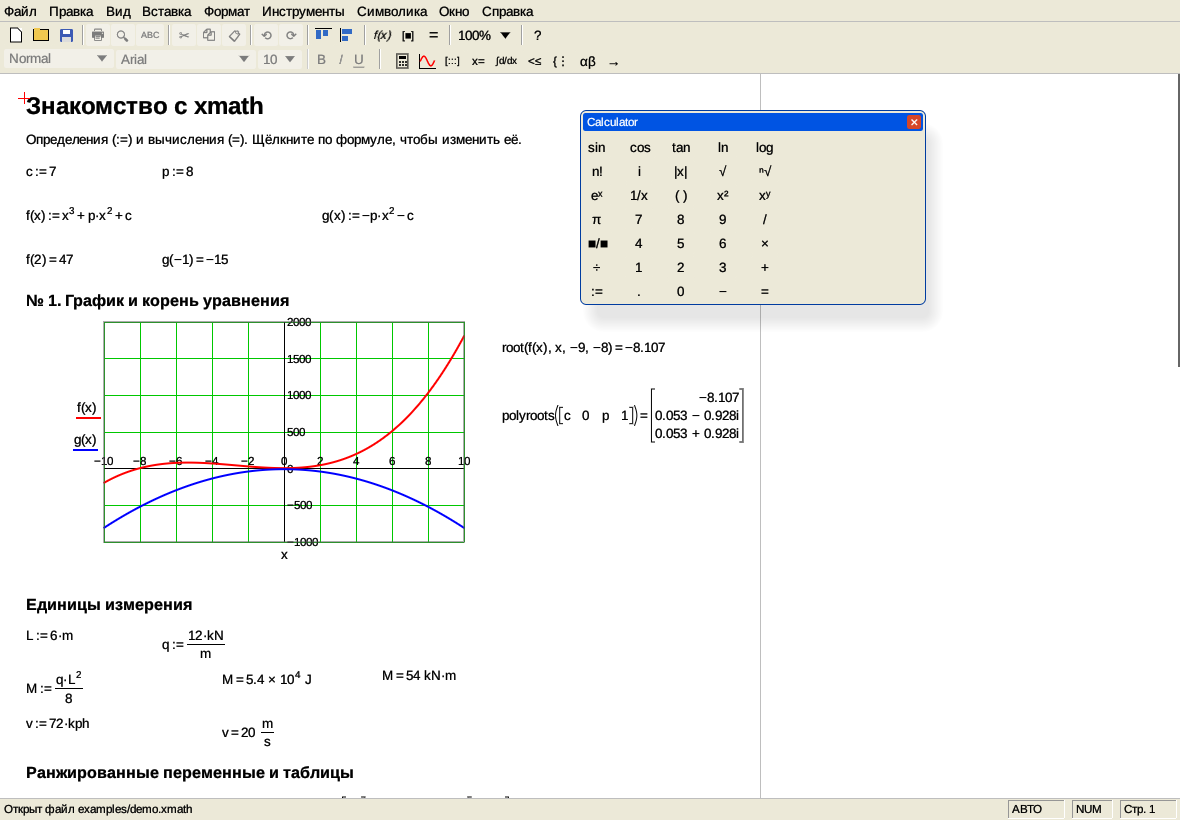 Файл Правка Вид Вставка Формат Инструменты Символика Окно Справка
ABC f(x) [■] = 100% ?
Normal Arial 10 B I U [:::] x= ∫d/dx <≤ {⋮ αβ →
Знакомство с xmath
Определения (:=) и вычисления (=). Щёлкните по формуле, чтобы изменить её.
c := 7 p := 8
f(x) := x³ + p·x² + c g(x) := −p·x² − c
f(2) = 47 g(−1) = −15
Calculator
sin cos tan ln log
n! i |x| √ ⁿ√
eˣ 1/x ( ) x² xʸ
π 7 8 9 /
■/■ 4 5 6 ×
÷ 1 2 3 +
:= . 0 − =
№ 1. График и корень уравнения
2000
1500
1000
500
f(x)
g(x)
−10 −8 −6 −4 −2 0 2 4 6 8 10
0
−500
−1000
x
root(f(x), x, −9, −8) = −8.107
polyroots([c 0 p 1]) = [−8.107
0.053 − 0.928i
0.053 + 0.928i]
Единицы измерения
L := 6·m q := 12·kN
m
M := q·L²
8
M = 5.4 × 10⁴ J M = 54 kN·m
v := 72·kph v = 20 m
s
Ранжированные переменные и таблицы
Открыт файл examples/demo.xmath АВТО NUM Стр. 1